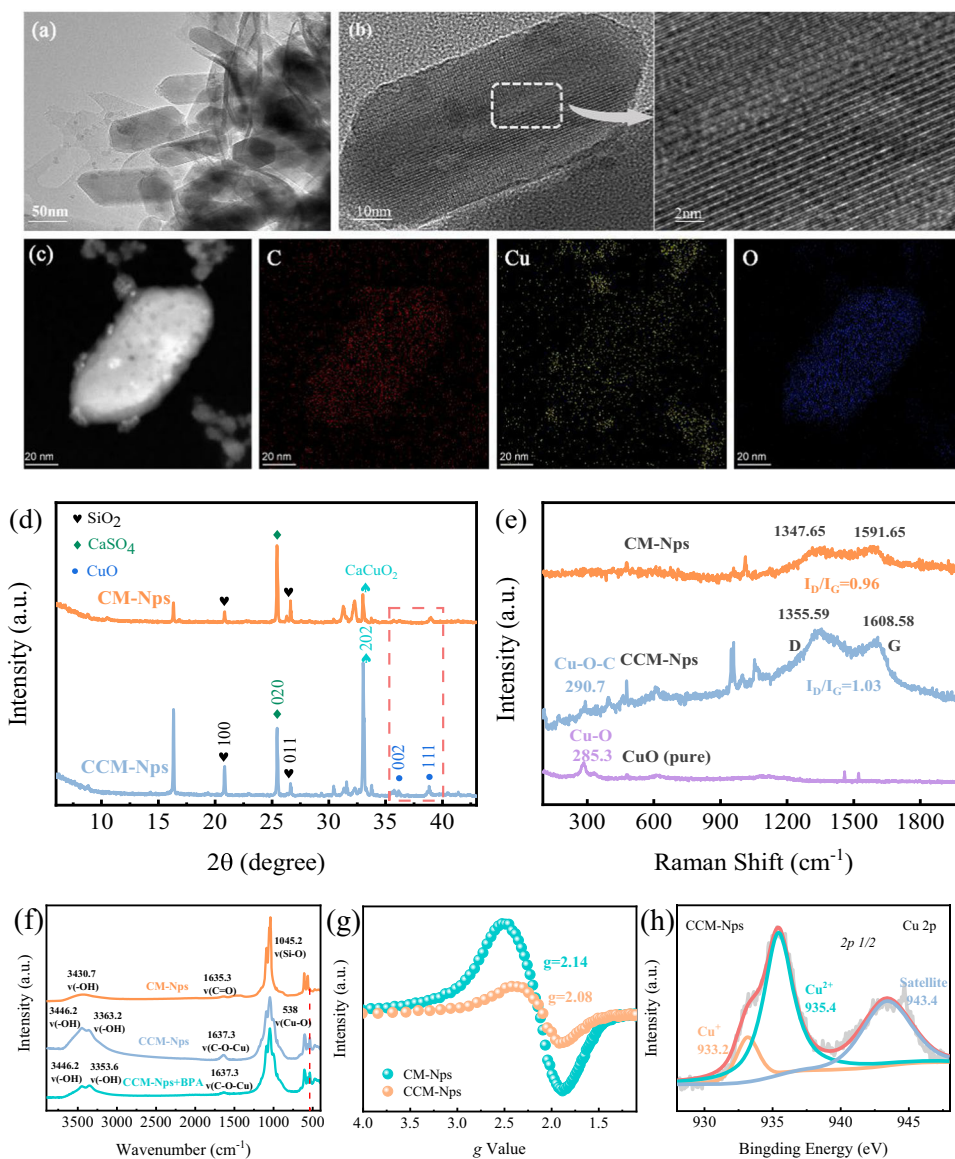 (a)
50nm
(b)
10nm
2nm
(c)
20 nm
C
20 nm
Cu
20 nm
O
20 nm
(d)
♥ SiO2
♦ CaSO4
● CuO
CaCuO2
CM-Nps
202
020
100
011
002
111
CCM-Nps
Intensity (a.u.)
10 15 20 25 30 35 40
2θ (degree)
(e)
1347.65 1591.65
CM-Nps
ID/IG=0.96
1355.59 1608.58
D G
Cu-O-C
290.7
CCM-Nps
ID/IG=1.03
Cu-O
285.3
CuO (pure)
Intensity (a.u.)
300 600 900 1200 1500 1800
Raman Shift (cm-1)
(f)
1045.2
ν(Si-O)
3430.7
ν(-OH)
1635.3
ν(C=O)
CM-Nps
3446.2
ν(-OH)
3363.2
ν(-OH)
538
ν(Cu-O)
CCM-Nps
1637.3
ν(C-O-Cu)
3446.2
ν(-OH)
3353.6
ν(-OH)
1637.3
ν(C-O-Cu)
CCM-Nps+BPA
Intensity (a.u.)
3500 3000 2500 2000 1500 1000 500
Wavenumber (cm-1)
(g)
g=2.14
g=2.08
CM-Nps
CCM-Nps
Intensity (a.u.)
4.0 3.5 3.0 2.5 2.0 1.5
g Value
(h)
CCM-Nps
2p 1/2
Cu 2p
Cu2+
935.4
Satellite
943.4
Cu+
933.2
Intensity (a.u.)
930 935 940 945
Bingding Energy (eV)